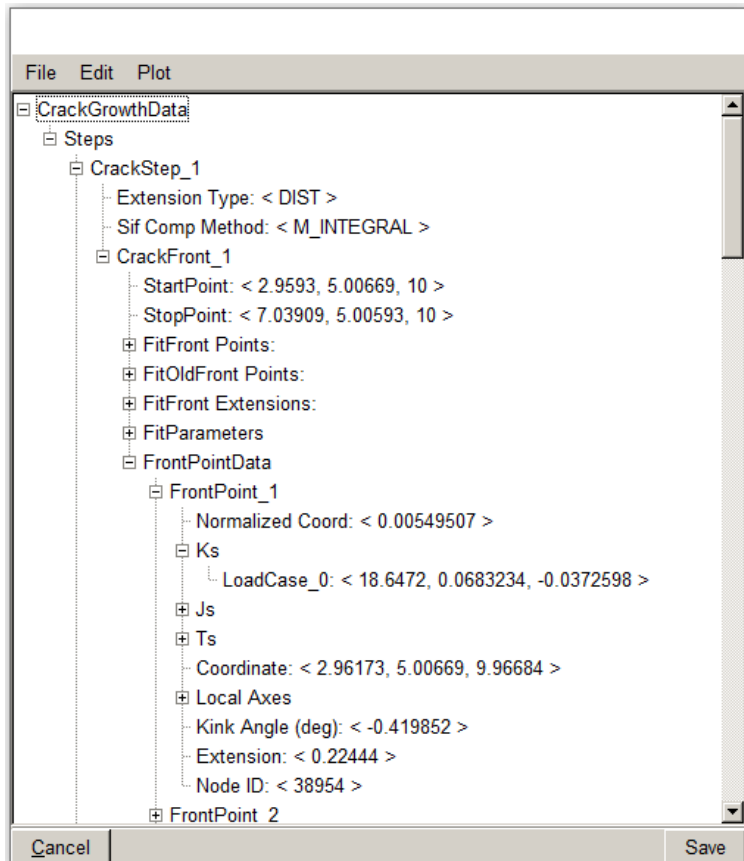 File Edit Plot
CrackGrowthData
Steps
CrackStep_1
Extension Type: < DIST >
Sif Comp Method: < M_INTEGRAL >
CrackFront_1
StartPoint: < 2.9593, 5.00669, 10 >
StopPoint: < 7.03909, 5.00593, 10 >
FitFront Points:
FitOldFront Points:
FitFront Extensions:
FitParameters
FrontPointData
FrontPoint_1
Normalized Coord: < 0.00549507 >
Ks
LoadCase_0: < 18.6472, 0.0683234, -0.0372598 >
Js
Ts
Coordinate: < 2.96173, 5.00669, 9.96684 >
Local Axes
Kink Angle (deg): < -0.419852 >
Extension: < 0.22444 >
Node ID: < 38954 >
FrontPoint_2
Cancel Save